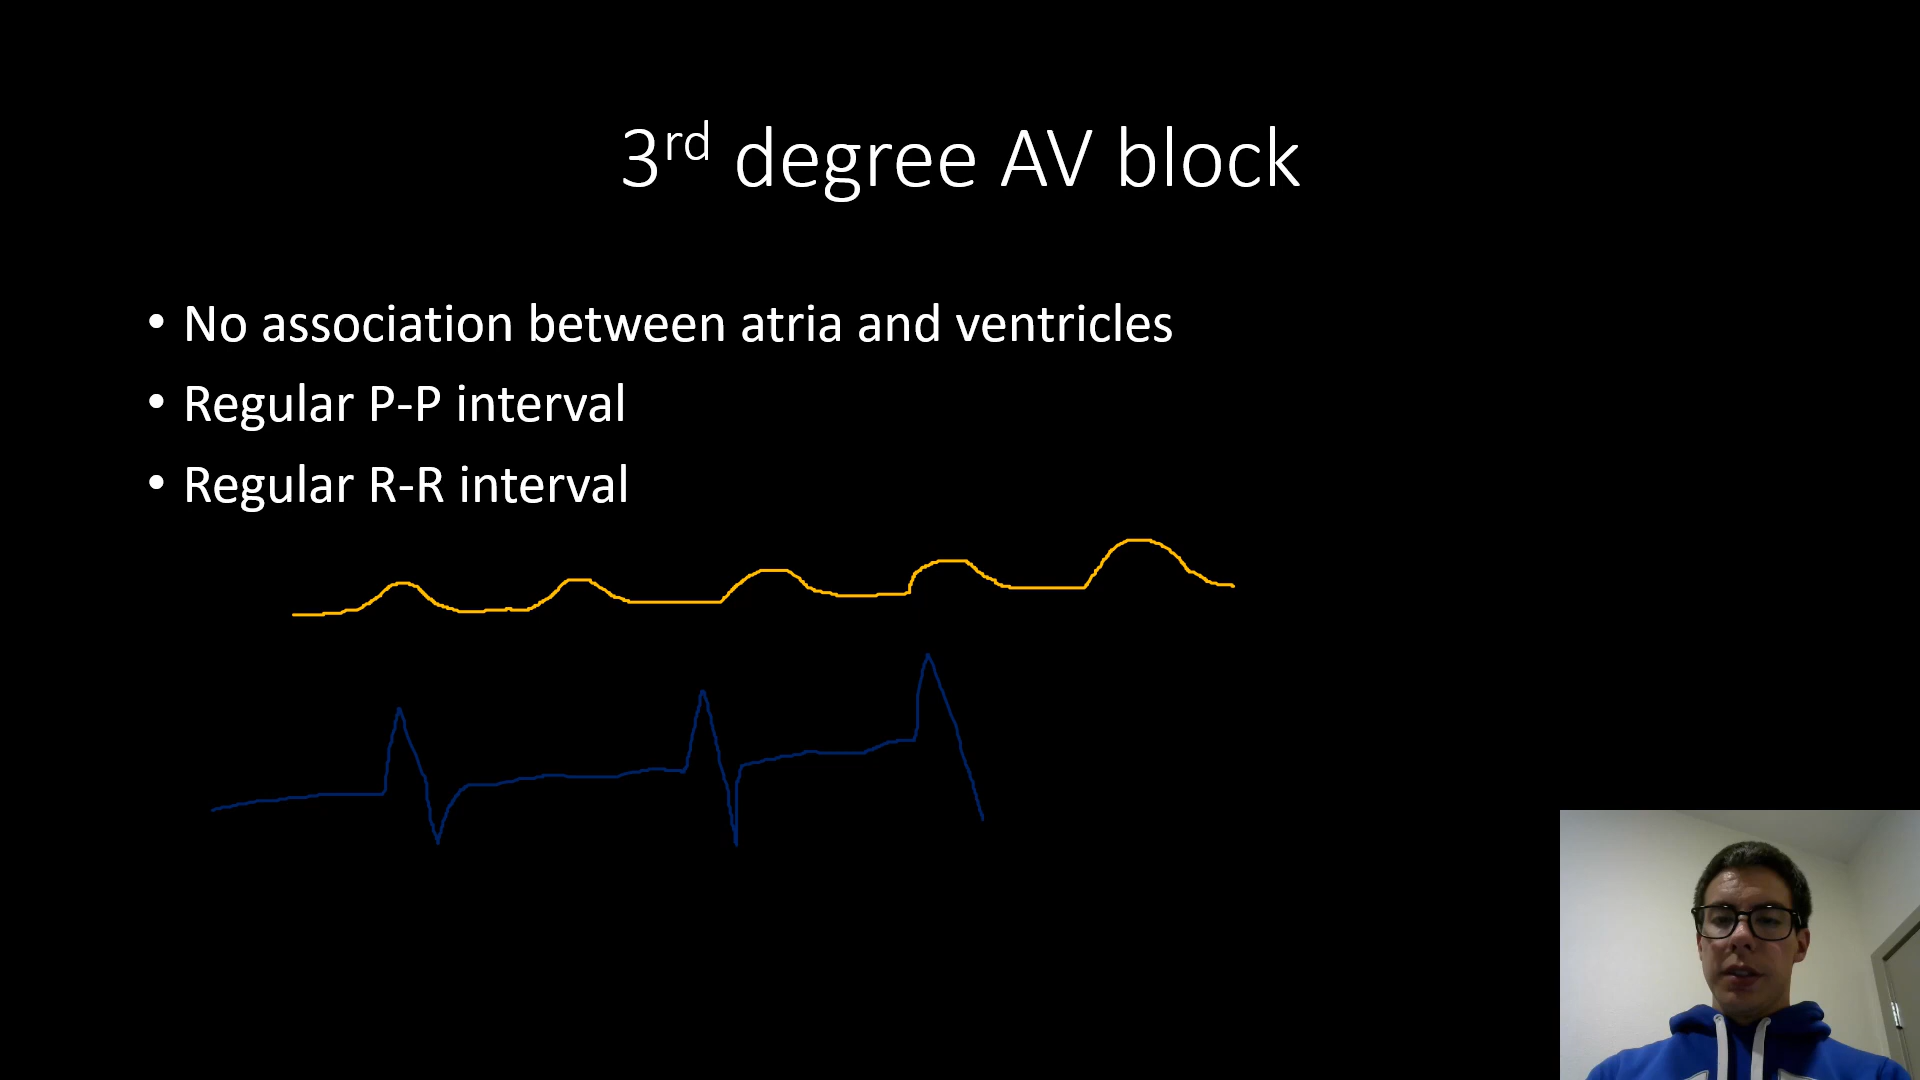 3rd degree AV block
• No association between atria and ventricles
• Regular P-P interval
• Regular R-R interval